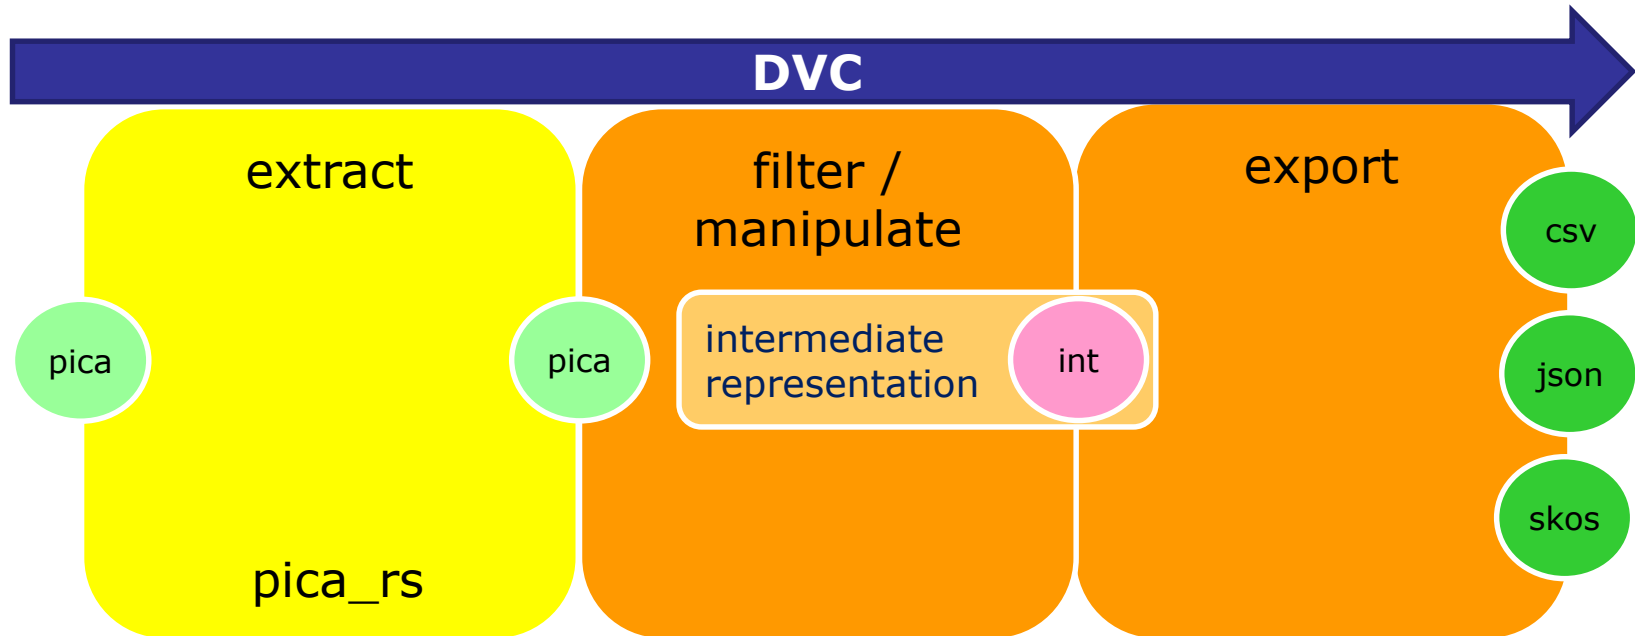 DVC
extract
pica_rs
filter /
manipulate
export
pica
pica
intermediate
representation
int
csv
json
skos